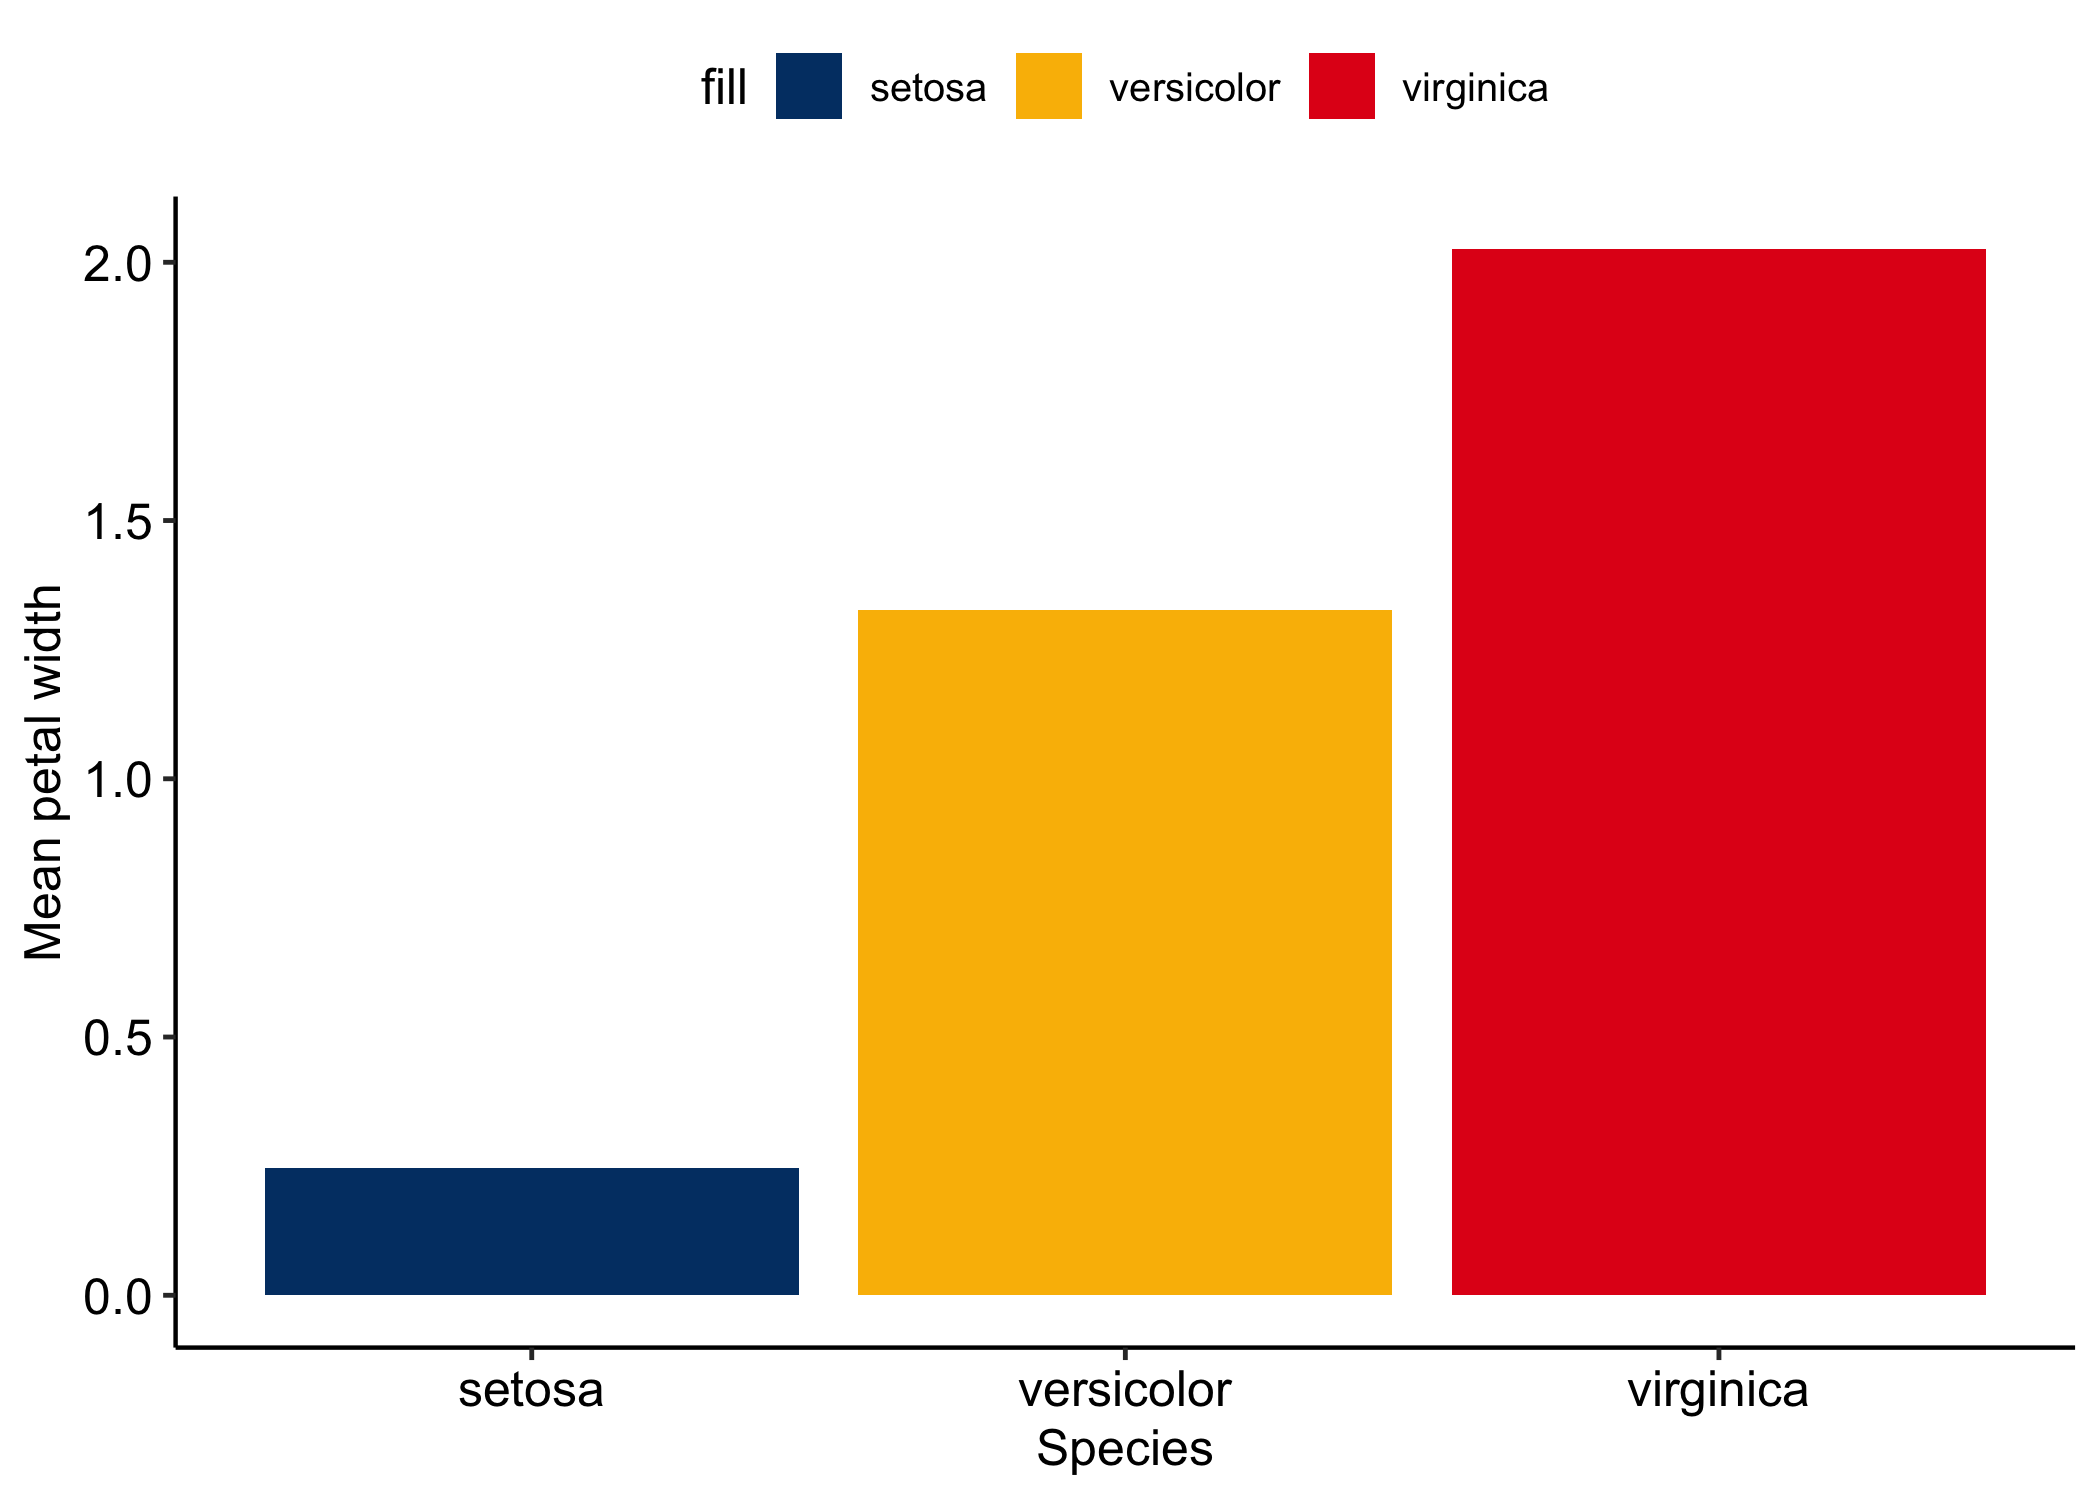 fill setosa versicolor virginica
Mean petal width
2.0
1.5
1.0
0.5
0.0
setosa versicolor virginica
Species